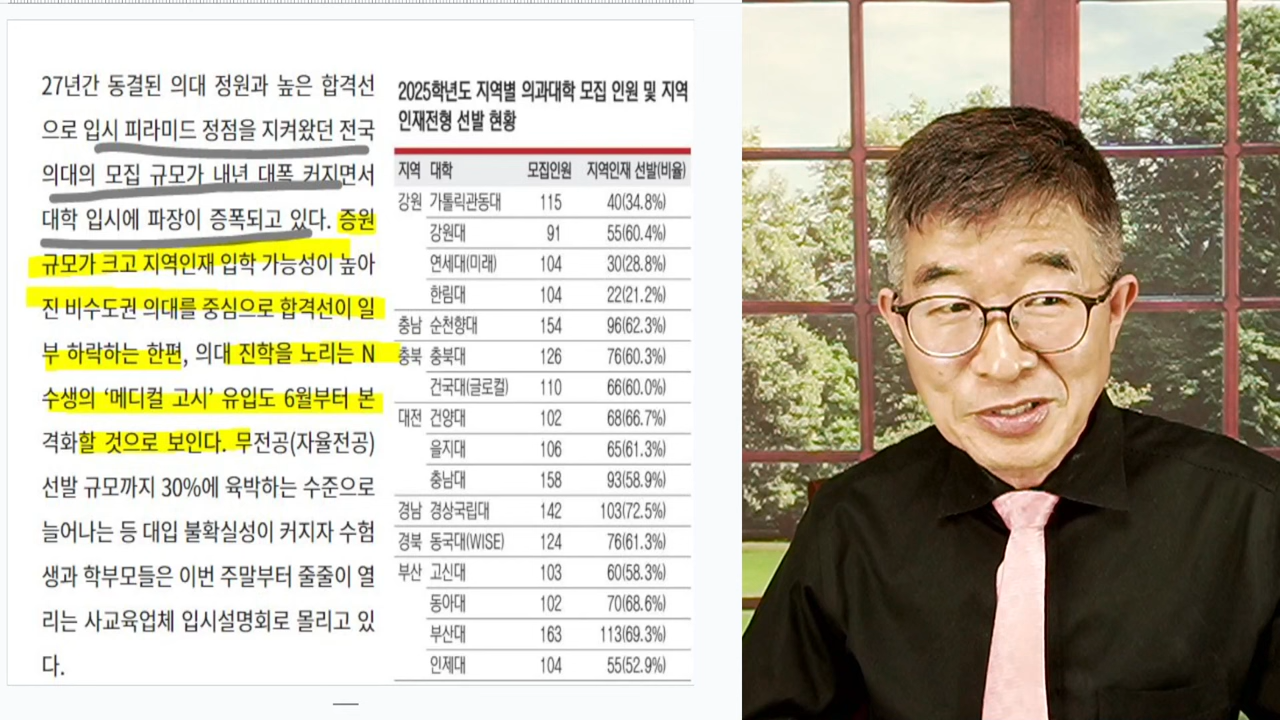 27년간 동결된 의대 정원과 높은 합격선
으로 입시 피라미드 정점을 지켜왔던 전국
의대의 모집 규모가 내년 대폭 커지면서
대학 입시에 파장이 증폭되고 있다. 증원
규모가 크고 지역인재 입학 가능성이 높아
진 비수도권 의대를 중심으로 합격선이 일
부 하락하는 한편, 의대 진학을 노리는 N
수생의 ‘메디컬 고시’ 유입도 6월부터 본
격화할 것으로 보인다. 무전공(자율전공)
선발 규모까지 30%에 육박하는 수준으로
늘어나는 등 대입 불확실성이 커지자 수험
생과 학부모들은 이번 주말부터 줄줄이 열
리는 사교육업체 입시설명회로 몰리고 있
다.
2025학년도 지역별 의과대학 모집 인원 및 지역
인재전형 선발 현황
지역 대학 모집인원 지역인재 선발(비율)
강원 가톨릭관동대 115 40(34.8%)
강원대 91 55(60.4%)
연세대(미래) 104 30(28.8%)
한림대 104 22(21.2%)
충남 순천향대 154 96(62.3%)
충북 충북대 126 76(60.3%)
건국대(글로컬) 110 66(60.0%)
대전 건양대 102 68(66.7%)
을지대 106 65(61.3%)
충남대 158 93(58.9%)
경남 경상국립대 142 103(72.5%)
경북 동국대(WISE) 124 76(61.3%)
부산 고신대 103 60(58.3%)
동아대 102 70(68.6%)
부산대 163 113(69.3%)
인제대 104 55(52.9%)